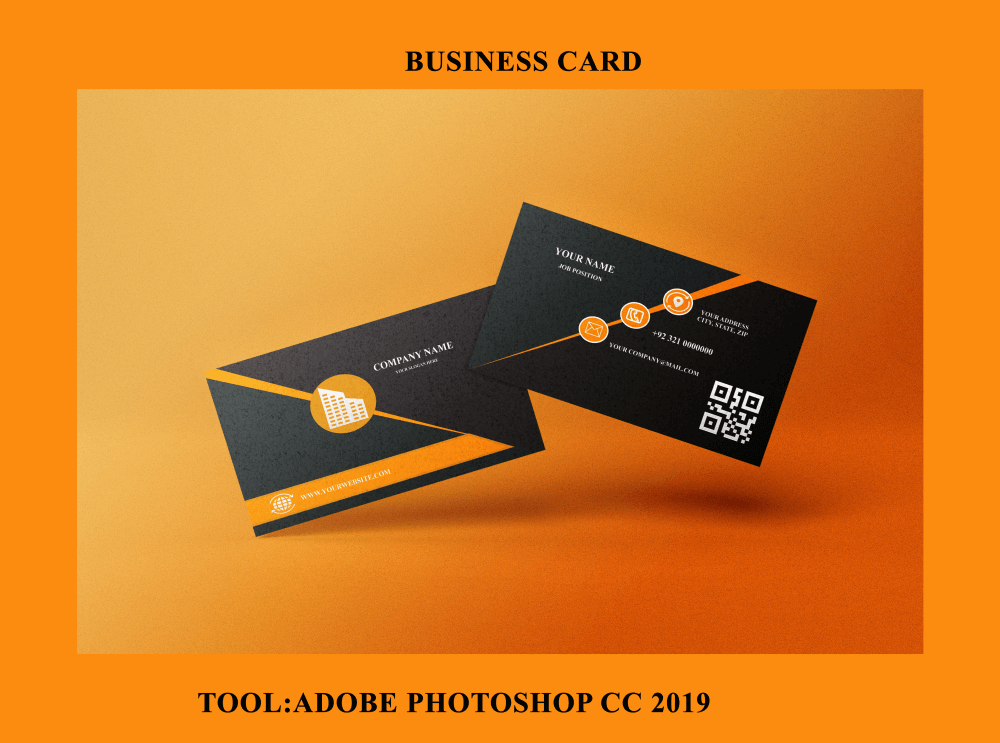 BUSINESS CARD
YOUR NAME
JOB POSITION
YOUR ADDRESS
CITY, STATE, ZIP
+92 321 0000000
YOUR COMPANY@MAIL.COM
COMPANY NAME
YOUR SLOGAN HERE
WWW.YOURWEBSITE.COM
TOOL:ADOBE PHOTOSHOP CC 2019